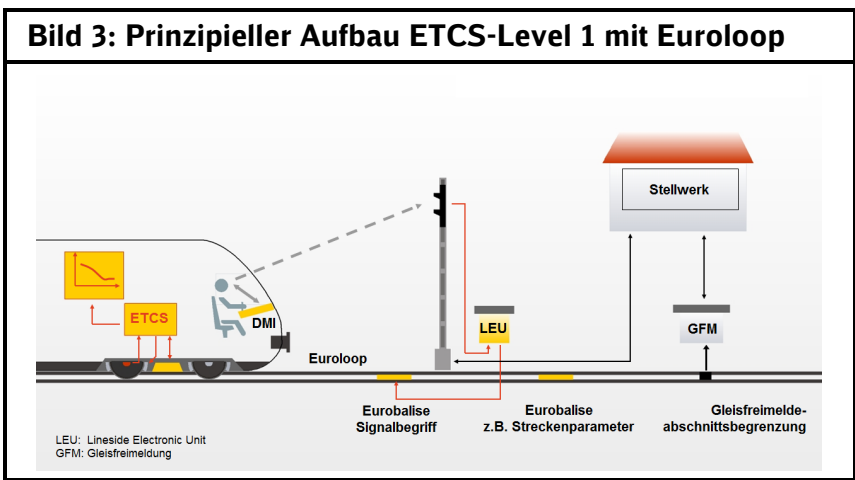 Bild 3: Prinzipieller Aufbau ETCS-Level 1 mit Euroloop
Stellwerk
ETCS
DMI
LEU
GFM
Euroloop
Eurobalise
Signalbegriff
Eurobalise
z.B. Streckenparameter
Gleisfreimelde-
abschnittsbegrenzung
LEU: Lineside Electronic Unit
GFM: Gleisfreimeldung